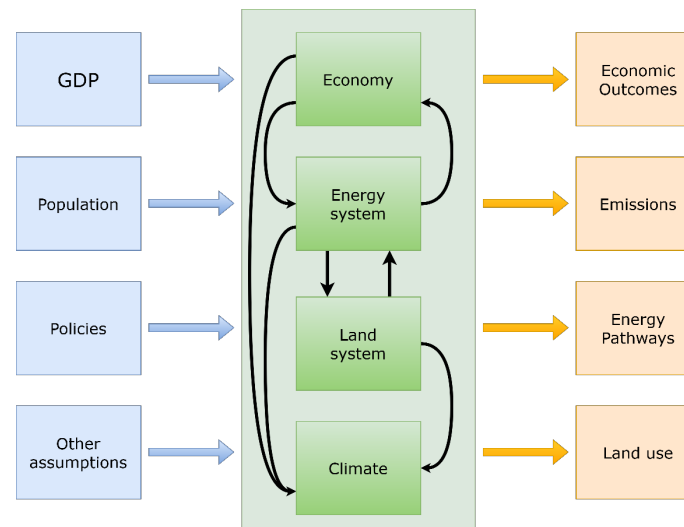 GDP
Economy
Economic
Outcomes
Population
Energy
system
Emissions
Policies
Land
system
Energy
Pathways
Other
assumptions
Climate
Land use